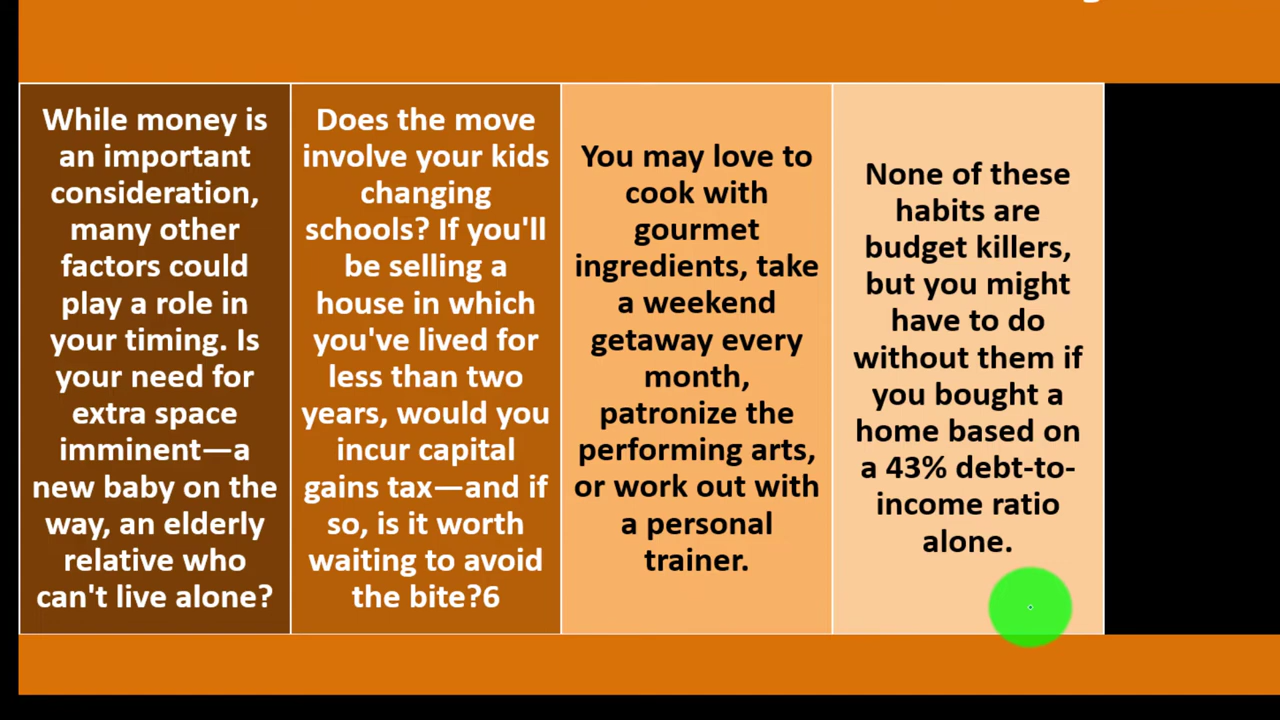 While money is
an important
consideration,
many other
factors could
play a role in
your timing. Is
your need for
extra space
imminent—a
new baby on the
way, an elderly
relative who
can't live alone?
Does the move
involve your kids
changing
schools? If you'll
be selling a
house in which
you've lived for
less than two
years, would you
incur capital
gains tax—and if
so, is it worth
waiting to avoid
the bite?6
You may love to
cook with
gourmet
ingredients, take
a weekend
getaway every
month,
patronize the
performing arts,
or work out with
a personal
trainer.
None of these
habits are
budget killers,
but you might
have to do
without them if
you bought a
home based on
a 43% debt-to-
income ratio
alone.